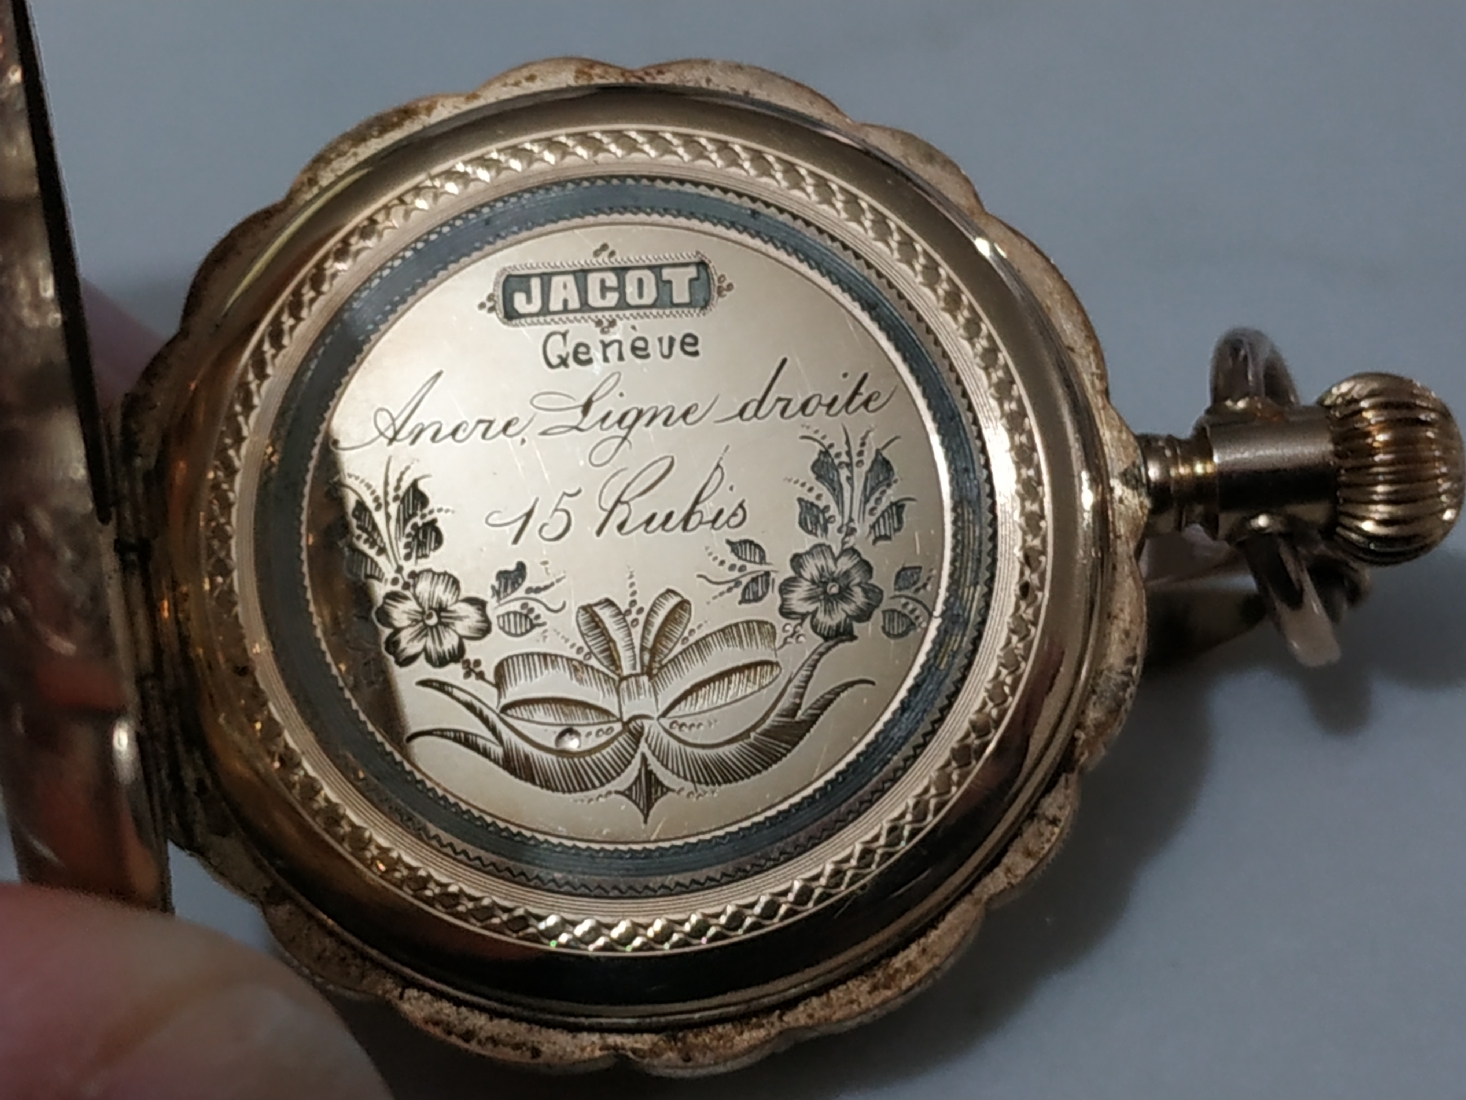 JACOT
Genève
Ancre, Ligne droite
15 Rubis